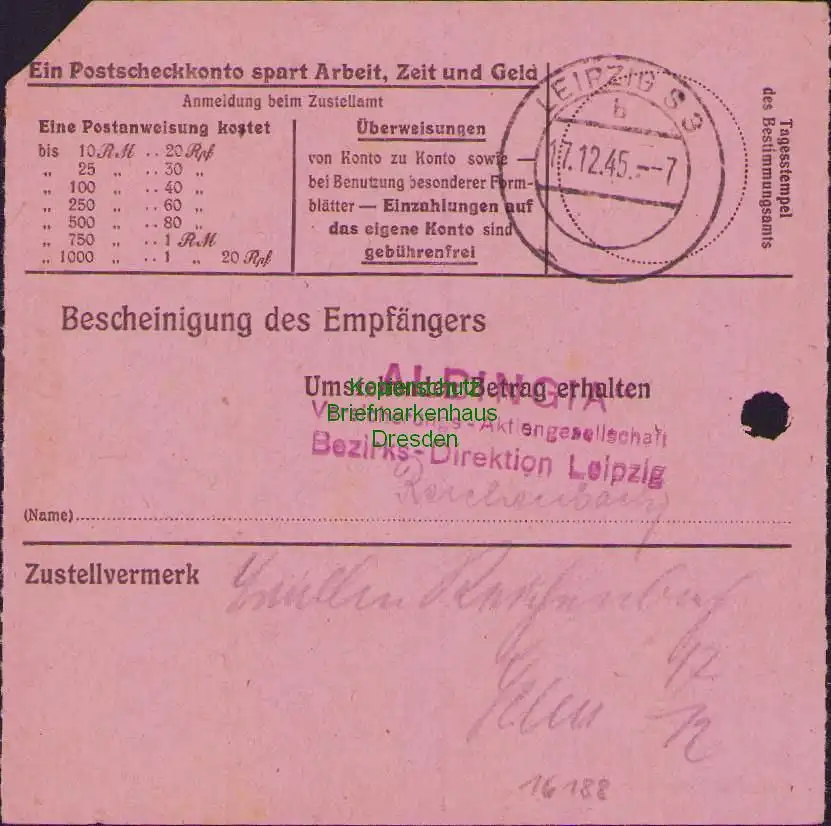 Ein Postscheckkonto spart Arbeit, Zeit und Geld
Anmeldung beim Zustellamt
Eine Postanweisung kostet
bis 10 RM .. 20 Rpf
„ 25 „ .. 30 „
„ 100 „ .. 40 „
„ 250 „ .. 60 „
„ 500 „ .. 80 „
„ 750 „ .. 1 RM
„ 1000 „ .. 1 „ 20 Rpf
Überweisungen
von Konto zu Konto sowie —
bei Benutzung besonderer Form-
blätter — Einzahlungen auf
das eigene Konto sind
gebührenfrei
LEIPZIG S 3
b
17.12.45.--7
Tagesstempel
des Bestimmungsamts
Bescheinigung des Empfängers
Umstehenden Betrag erhalten
ALBINGIA
Versicherungs-Aktiengesellschaft
Bezirks-Direktion Leipzig
Kopierschutz
Briefmarkenhaus
Dresden
Reichenbach
(Name)
Zustellvermerk
16188